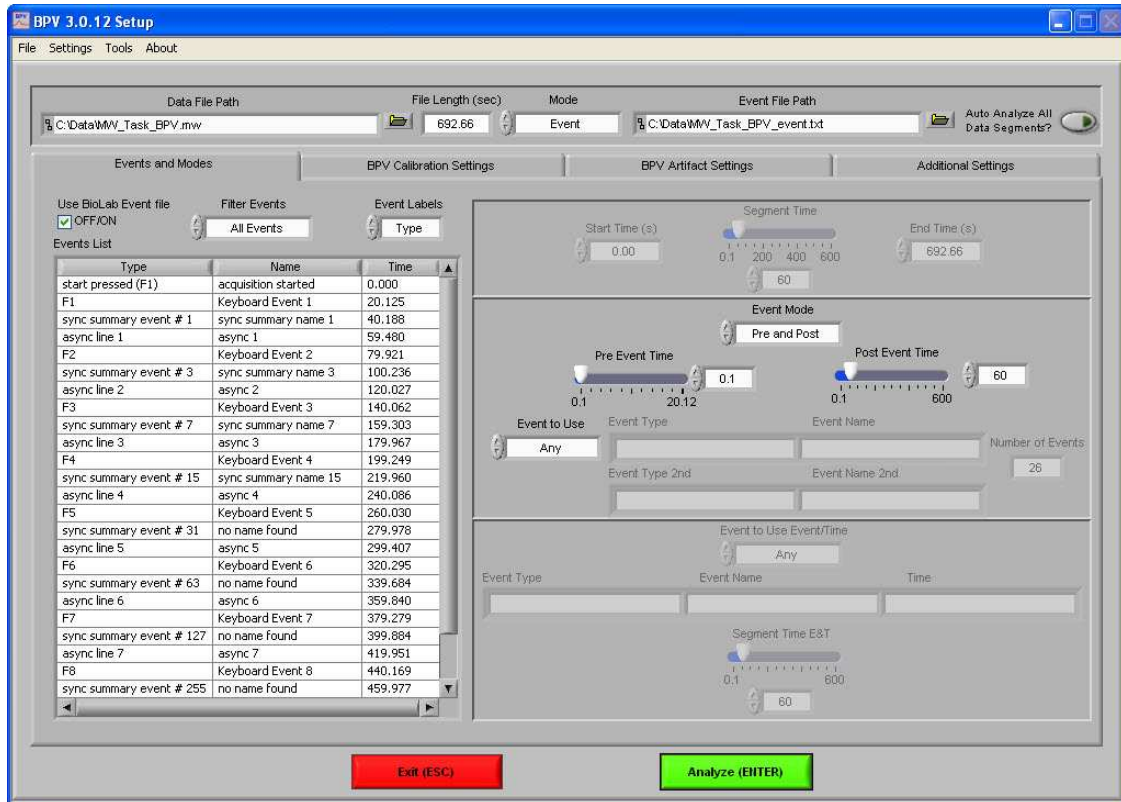 BPV 3.0.12 Setup
File Settings Tools About
Data File Path File Length (sec) Mode Event File Path
C:\Data\MW_Task_BPV.mw 692.66 Event C:\Data\MW_Task_BPV_event.txt Auto Analyze All
Data Segments?
Events and Modes BPV Calibration Settings BPV Artifact Settings Additional Settings
Use BioLab Event file Filter Events Event Labels
OFF/ON All Events Type
Events List
Type Name Time
start pressed (F1) acquisition started 0.000
F1 Keyboard Event 1 20.125
sync summary event # 1 sync summary name 1 40.188
async line 1 async 1 59.480
F2 Keyboard Event 2 79.921
sync summary event # 3 sync summary name 3 100.236
async line 2 async 2 120.027
F3 Keyboard Event 3 140.062
sync summary event # 7 sync summary name 7 159.303
async line 3 async 3 179.967
F4 Keyboard Event 4 199.249
sync summary event # 15 sync summary name 15 219.960
async line 4 async 4 240.086
F5 Keyboard Event 5 260.030
sync summary event # 31 no name found 279.978
async line 5 async 5 299.407
F6 Keyboard Event 6 320.295
sync summary event # 63 no name found 339.684
async line 6 async 6 359.840
F7 Keyboard Event 7 379.279
sync summary event # 127 no name found 399.884
async line 7 async 7 419.951
F8 Keyboard Event 8 440.169
sync summary event # 255 no name found 459.977
Segment Time
Start Time (s) End Time (s)
0.00 0.1 200 400 600 692.66
60
Event Mode
Pre and Post
Pre Event Time Post Event Time
0.1 60
0.1 20.12 0.1 600
Event to Use Event Type Event Name
Any Number of Events
Event Type 2nd Event Name 2nd 26
Event to Use Event/Time
Any
Event Type Event Name Time
Segment Time E&T
0.1 600
60
Exit (ESC) Analyze (ENTER)